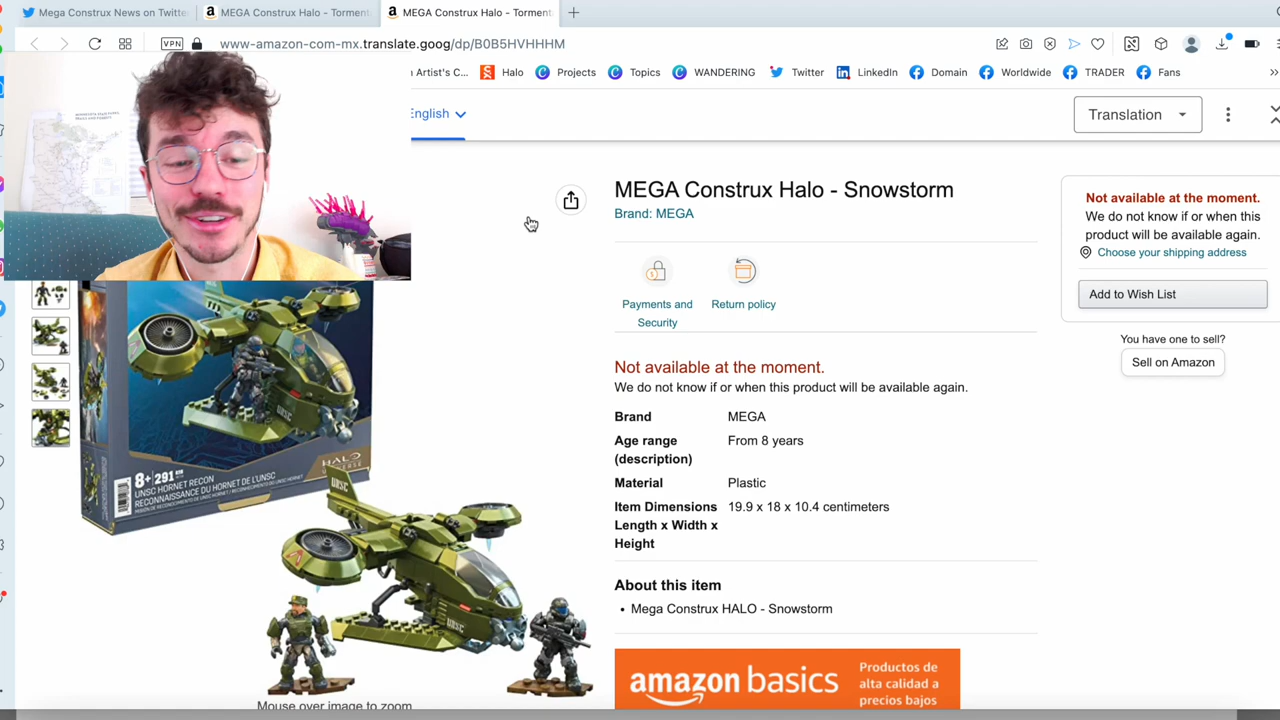 Mega Construx News on Twitte
MEGA Construx Halo - Torment
MEGA Construx Halo - Torment
VPN
www-amazon-com-mx.translate.goog/dp/B0B5HVHHHM
n Artist's C...
Halo
Projects
Topics
WANDERING
Twitter
LinkedIn
Domain
Worldwide
TRADER
Fans
English
Translation
MEGA Construx Halo - Snowstorm
Brand: MEGA
Payments and
Security
Return policy
Not available at the moment.
We do not know if or when this product will be available again.
Brand MEGA
Age range From 8 years
(description)
Material Plastic
Item Dimensions 19.9 x 18 x 10.4 centimeters
Length x Width x
Height
About this item
• Mega Construx HALO - Snowstorm
amazon basics
Productos de
alta calidad a
precios bajos
Not available at the moment.
We do not know if or when this
product will be available again.
Choose your shipping address
Add to Wish List
You have one to sell?
Sell on Amazon
8+ 291
UNSC HORNET RECON
RECONNAISSANCE DU HORNET DE L'UNSC
HALO
UNSC
UNSC
Mouse over image to zoom